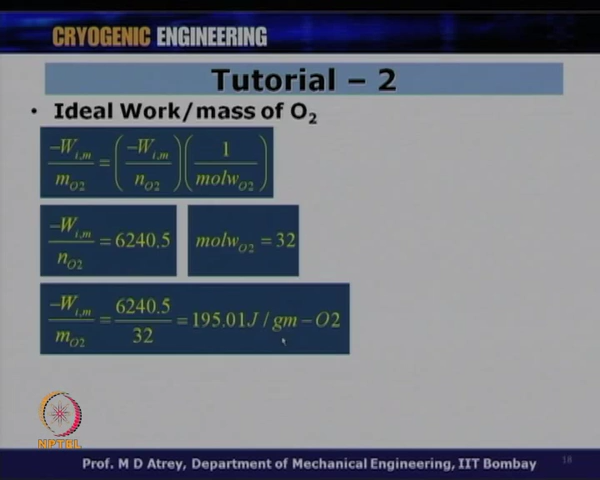 CRYOGENIC ENGINEERING
Tutorial – 2
• Ideal Work/mass of O₂
−W_{i,m} / m_{O2} = (−W_{i,m} / n_{O2}) (1 / molw_{O2})
−W_{i,m} / n_{O2} = 6240.5
molw_{O2} = 32
−W_{i,m} / m_{O2} = 6240.5 / 32 = 195.01 J / gm − O2
NPTEL
Prof. M D Atrey, Department of Mechanical Engineering, IIT Bombay
18